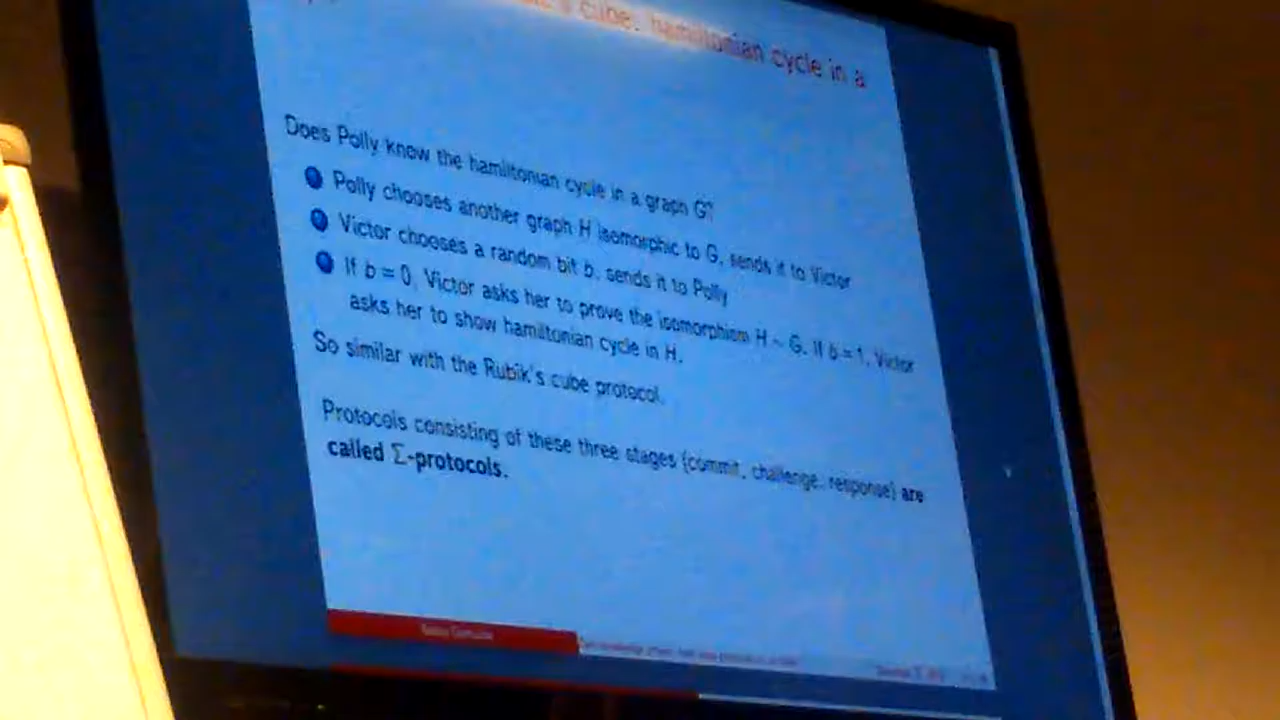 cube: hamiltonian cycle in a
Does Polly know the hamiltonian cycle in a graph G?
Polly chooses another graph H isomorphic to G, sends it to Victor
Victor chooses a random bit b, sends it to Polly
If b = 0, Victor asks her to prove the isomorphism H ~ G. If b = 1, Victor
asks her to show hamiltonian cycle in H.
So similar with the Rubik's cube protocol.
Protocols consisting of these three stages (commit, challenge, response) are
called Σ-protocols.